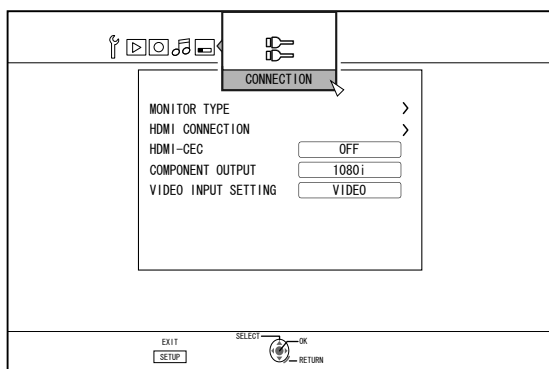 CONNECTION
MONITOR TYPE
HDMI CONNECTION
HDMI-CEC OFF
COMPONENT OUTPUT 1080i
VIDEO INPUT SETTING VIDEO
EXIT
SETUP
SELECT
OK
RETURN